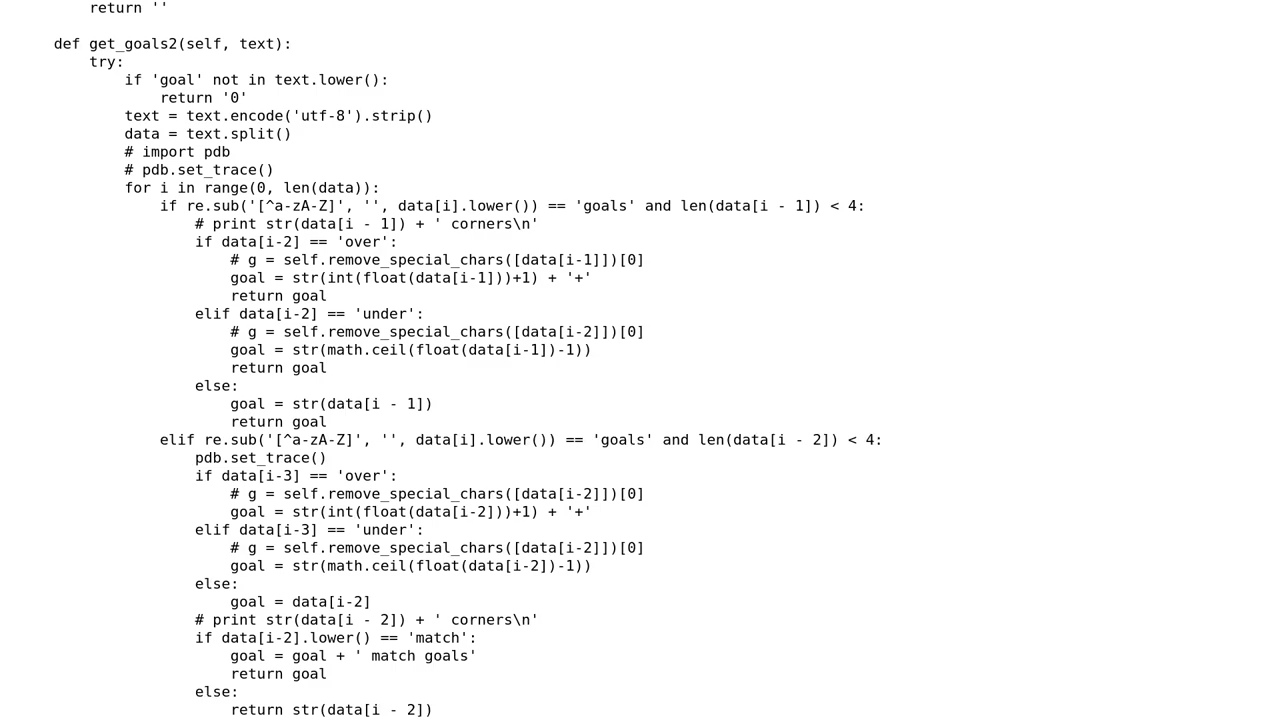 return ''
def get_goals2(self, text):
try:
if 'goal' not in text.lower():
return '0'
text = text.encode('utf-8').strip()
data = text.split()
# import pdb
# pdb.set_trace()
for i in range(0, len(data)):
if re.sub('[^a-zA-Z]', '', data[i].lower()) == 'goals' and len(data[i - 1]) < 4:
# print str(data[i - 1]) + ' corners\n'
if data[i-2] == 'over':
# g = self.remove_special_chars([data[i-1]])[0]
goal = str(int(float(data[i-1]))+1) + '+'
return goal
elif data[i-2] == 'under':
# g = self.remove_special_chars([data[i-2]])[0]
goal = str(math.ceil(float(data[i-1])-1))
return goal
else:
goal = str(data[i - 1])
return goal
elif re.sub('[^a-zA-Z]', '', data[i].lower()) == 'goals' and len(data[i - 2]) < 4:
pdb.set_trace()
if data[i-3] == 'over':
# g = self.remove_special_chars([data[i-2]])[0]
goal = str(int(float(data[i-2]))+1) + '+'
elif data[i-3] == 'under':
# g = self.remove_special_chars([data[i-2]])[0]
goal = str(math.ceil(float(data[i-2])-1))
else:
goal = data[i-2]
# print str(data[i - 2]) + ' corners\n'
if data[i-2].lower() == 'match':
goal = goal + ' match goals'
return goal
else:
return str(data[i - 2])